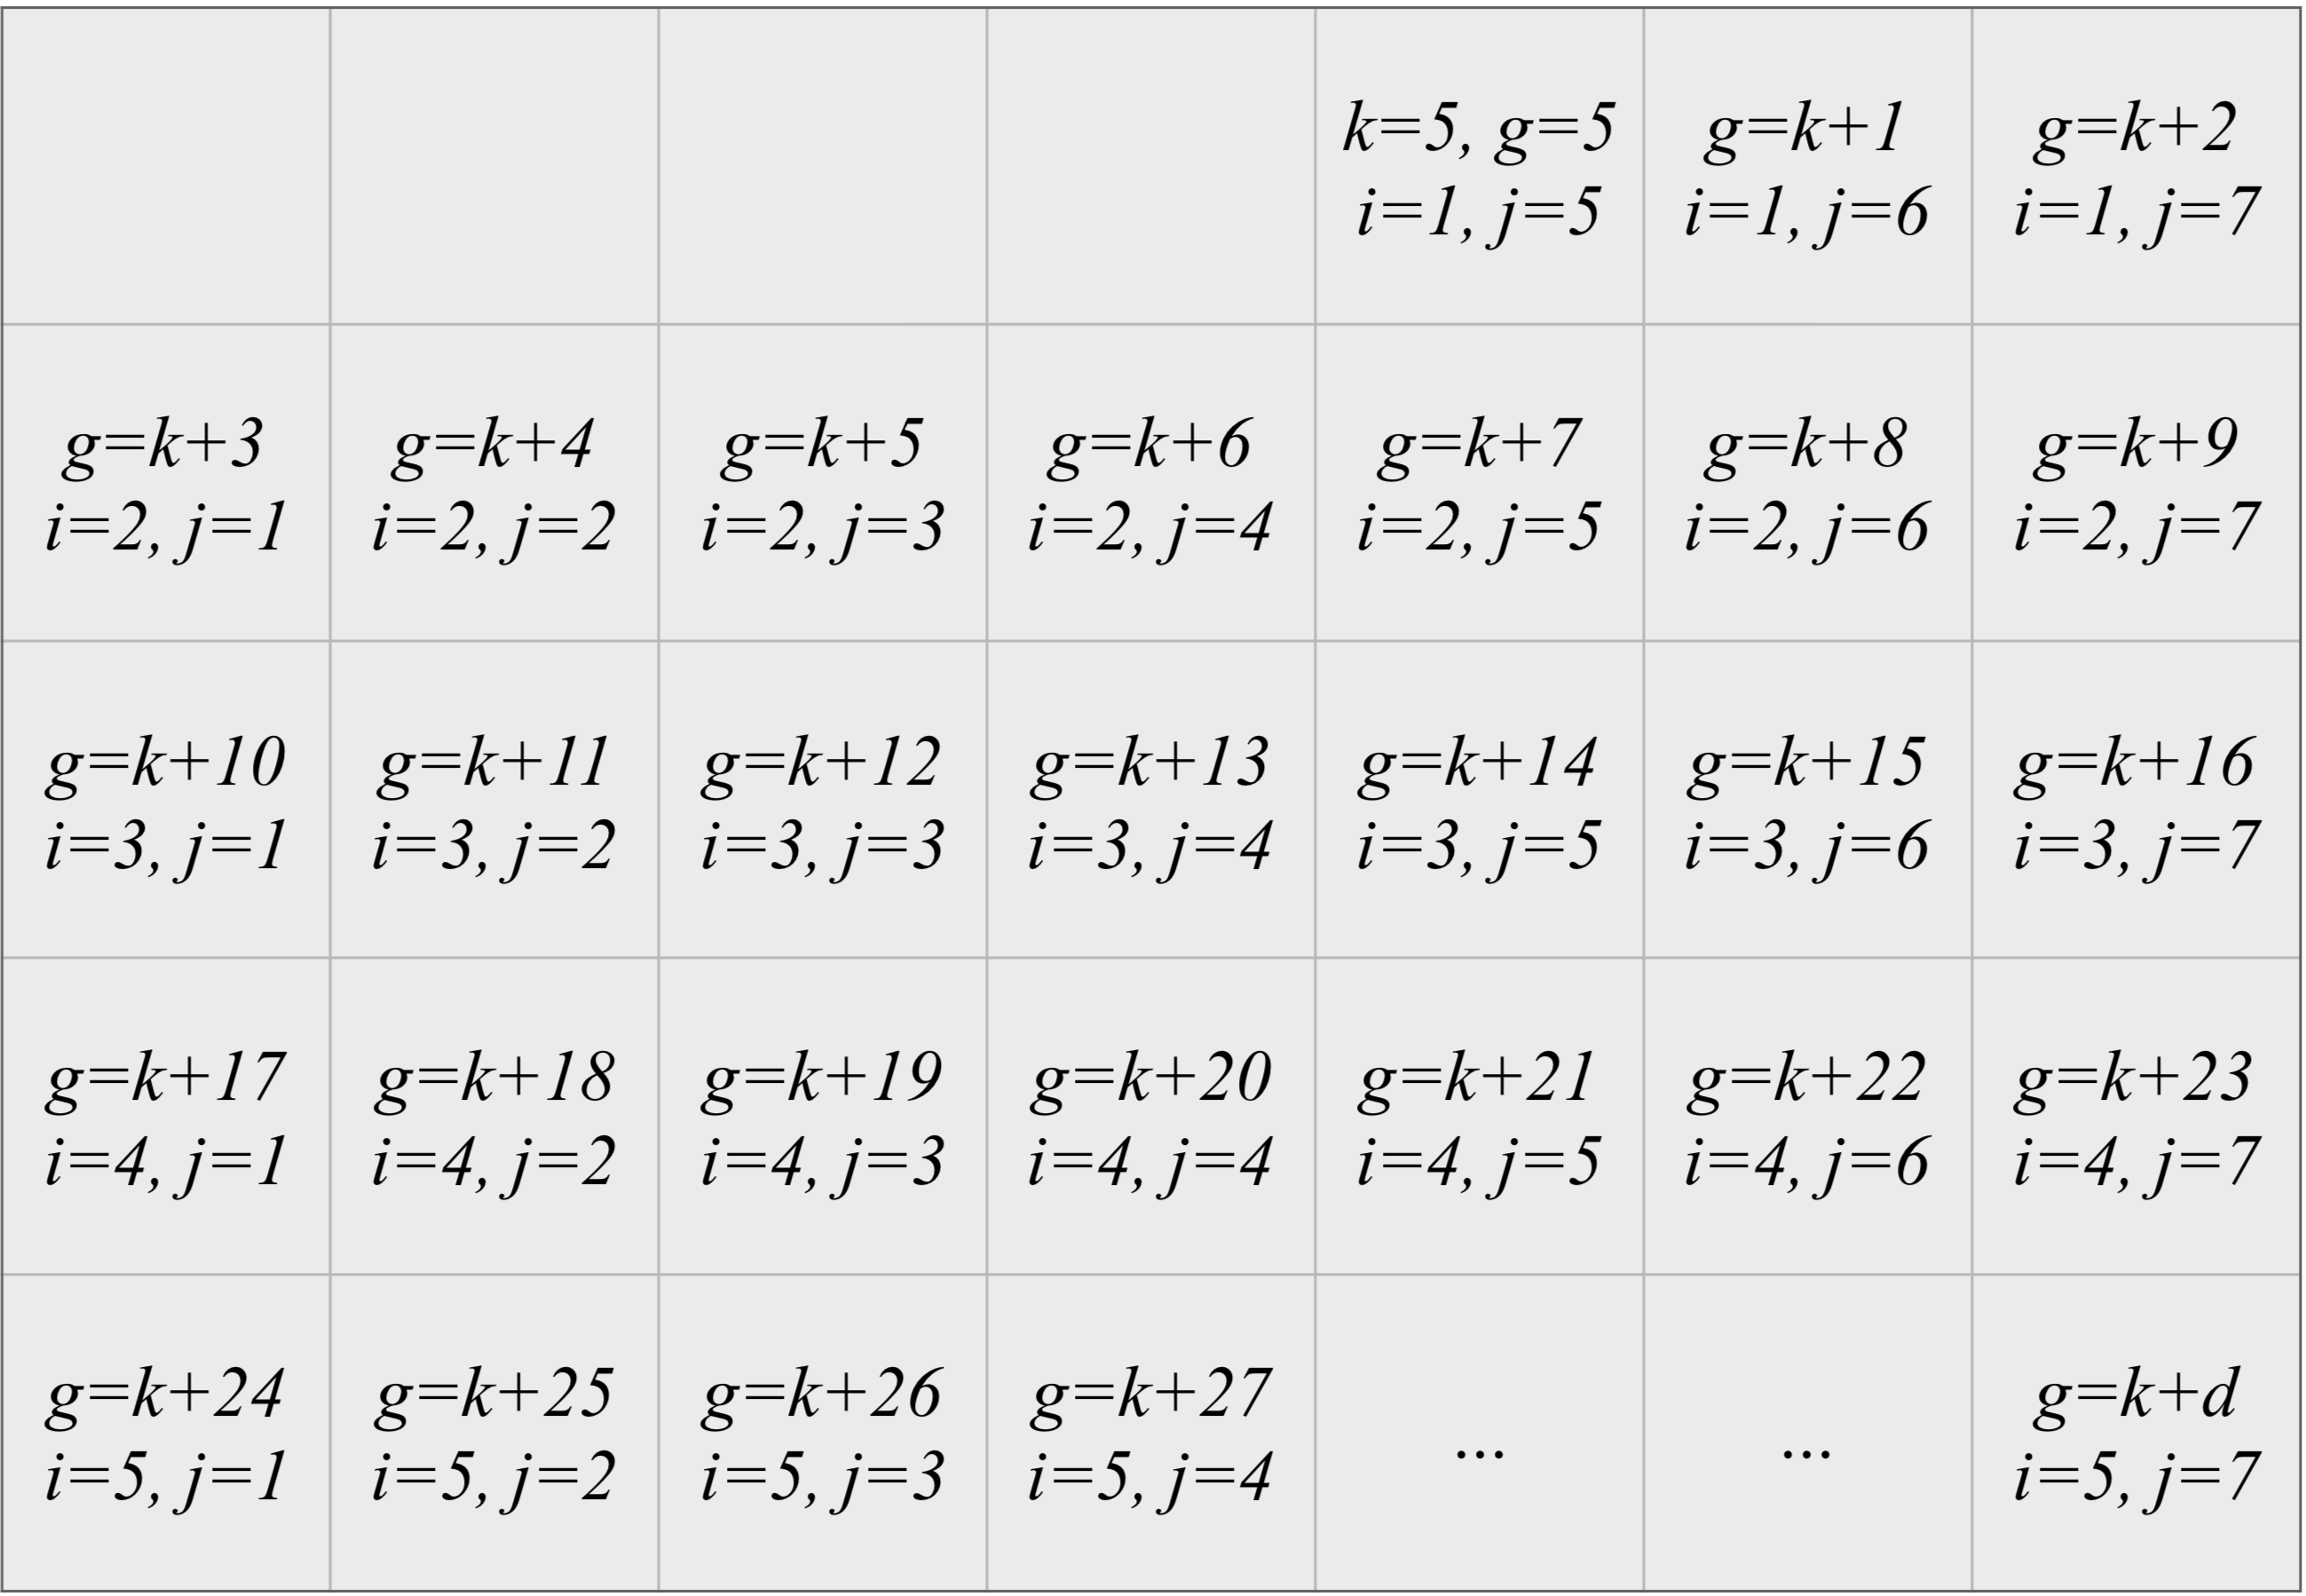 k=5, g=5
i=1, j=5
g=k+1
i=1, j=6
g=k+2
i=1, j=7
g=k+3
i=2, j=1
g=k+4
i=2, j=2
g=k+5
i=2, j=3
g=k+6
i=2, j=4
g=k+7
i=2, j=5
g=k+8
i=2, j=6
g=k+9
i=2, j=7
g=k+10
i=3, j=1
g=k+11
i=3, j=2
g=k+12
i=3, j=3
g=k+13
i=3, j=4
g=k+14
i=3, j=5
g=k+15
i=3, j=6
g=k+16
i=3, j=7
g=k+17
i=4, j=1
g=k+18
i=4, j=2
g=k+19
i=4, j=3
g=k+20
i=4, j=4
g=k+21
i=4, j=5
g=k+22
i=4, j=6
g=k+23
i=4, j=7
g=k+24
i=5, j=1
g=k+25
i=5, j=2
g=k+26
i=5, j=3
g=k+27
i=5, j=4
...
...
g=k+d
i=5, j=7